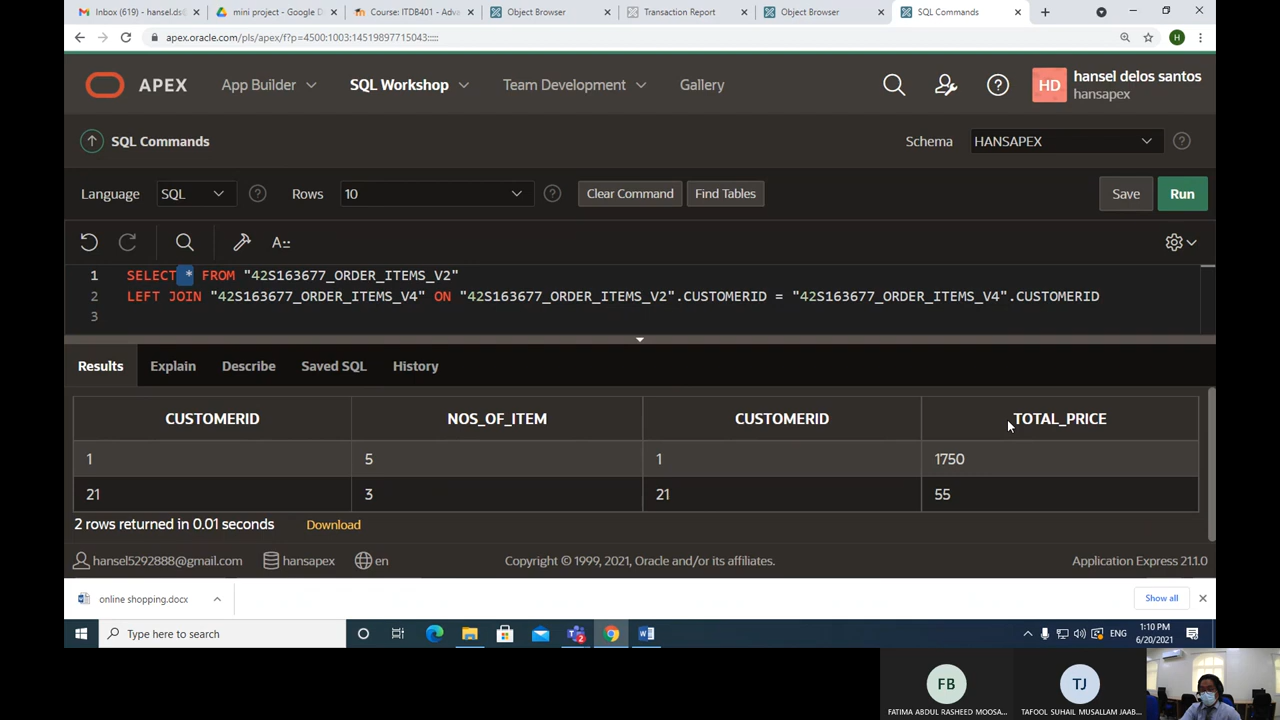 Inbox (619) - hansel.ds@
mini project - Google D
Course: ITDB401 - Adva
Object Browser
Transaction Report
Object Browser
SQL Commands
apex.oracle.com/pls/apex/f?p=4500:1003:14519897715043:::::
H
APEX
App Builder
SQL Workshop
Team Development
Gallery
HD
hansel delos santos
hansapex
SQL Commands
Schema
HANSAPEX
Language
SQL
Rows
10
Clear Command
Find Tables
Save
Run
A::
1 SELECT * FROM "42S163677_ORDER_ITEMS_V2"
2 LEFT JOIN "42S163677_ORDER_ITEMS_V4" ON "42S163677_ORDER_ITEMS_V2".CUSTOMERID = "42S163677_ORDER_ITEMS_V4".CUSTOMERID
3
Results Explain Describe Saved SQL History
CUSTOMERID NOS_OF_ITEM CUSTOMERID TOTAL_PRICE
1 5 1 1750
21 3 21 55
2 rows returned in 0.01 seconds Download
hansel5292888@gmail.com hansapex en Copyright © 1999, 2021, Oracle and/or its affiliates. Application Express 21.1.0
online shopping.docx
Show all
Type here to search
ENG
1:10 PM
6/20/2021
FB
FATIMA ABDUL RASHEED MOOSA...
TJ
TAFOOL SUHAIL MUSALLAM JAAB...